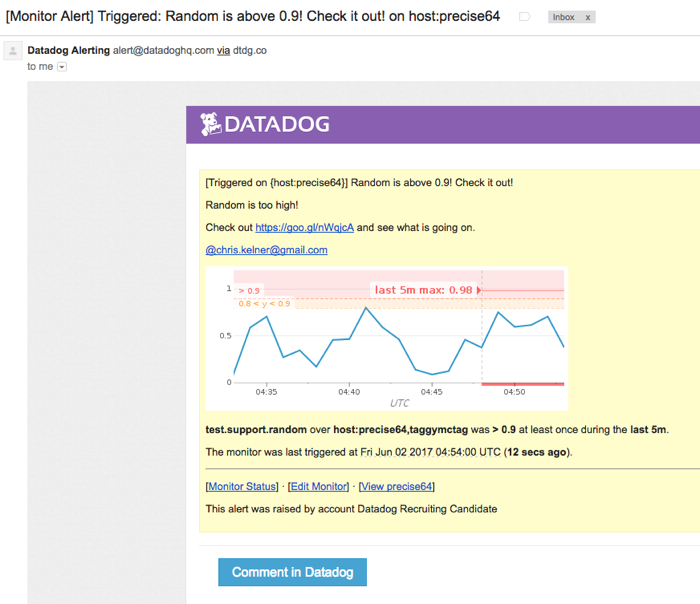 [Monitor Alert] Triggered: Random is above 0.9! Check it out! on host:precise64
Inbox x
Datadog Alerting alert@datadoghq.com via dtdg.co
to me
DATADOG
[Triggered on {host:precise64}] Random is above 0.9! Check it out!
Random is too high!
Check out https://goo.gl/nWqjcA and see what is going on.
@chris.kelner@gmail.com
1
> 0.9
last 5m max: 0.98
0.8 < y < 0.9
0.5
0
04:35 04:40 04:45 04:50
UTC
test.support.random over host:precise64,taggymctag was > 0.9 at least once during the last 5m.
The monitor was last triggered at Fri Jun 02 2017 04:54:00 UTC (12 secs ago).
[Monitor Status] · [Edit Monitor] · [View precise64]
This alert was raised by account Datadog Recruiting Candidate
Comment in Datadog